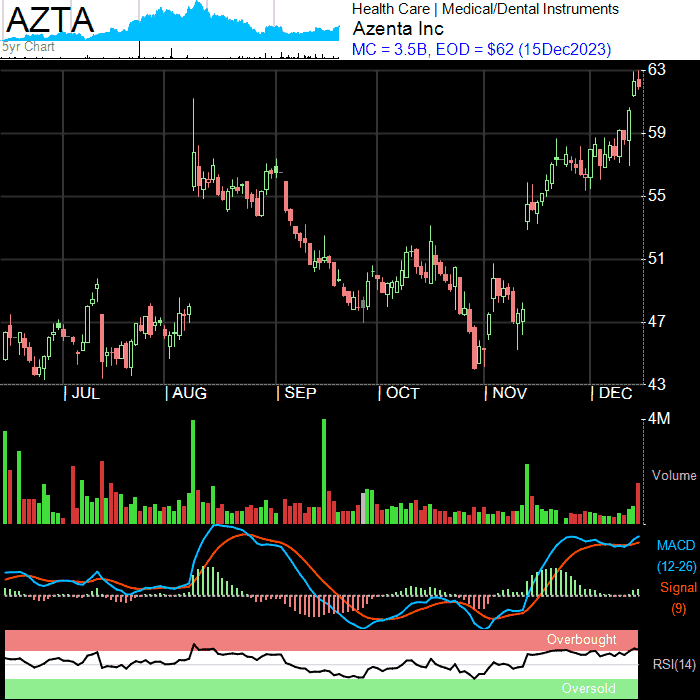 AZTA
5yr Chart
Health Care | Medical/Dental Instruments
Azenta Inc
MC = 3.5B, EOD = $62 (15Dec2023)
63
59
55
51
47
43
| JUL | AUG | SEP | OCT | NOV | DEC
4M
Volume
MACD
(12-26)
Signal
(9)
Overbought
RSI(14)
Oversold